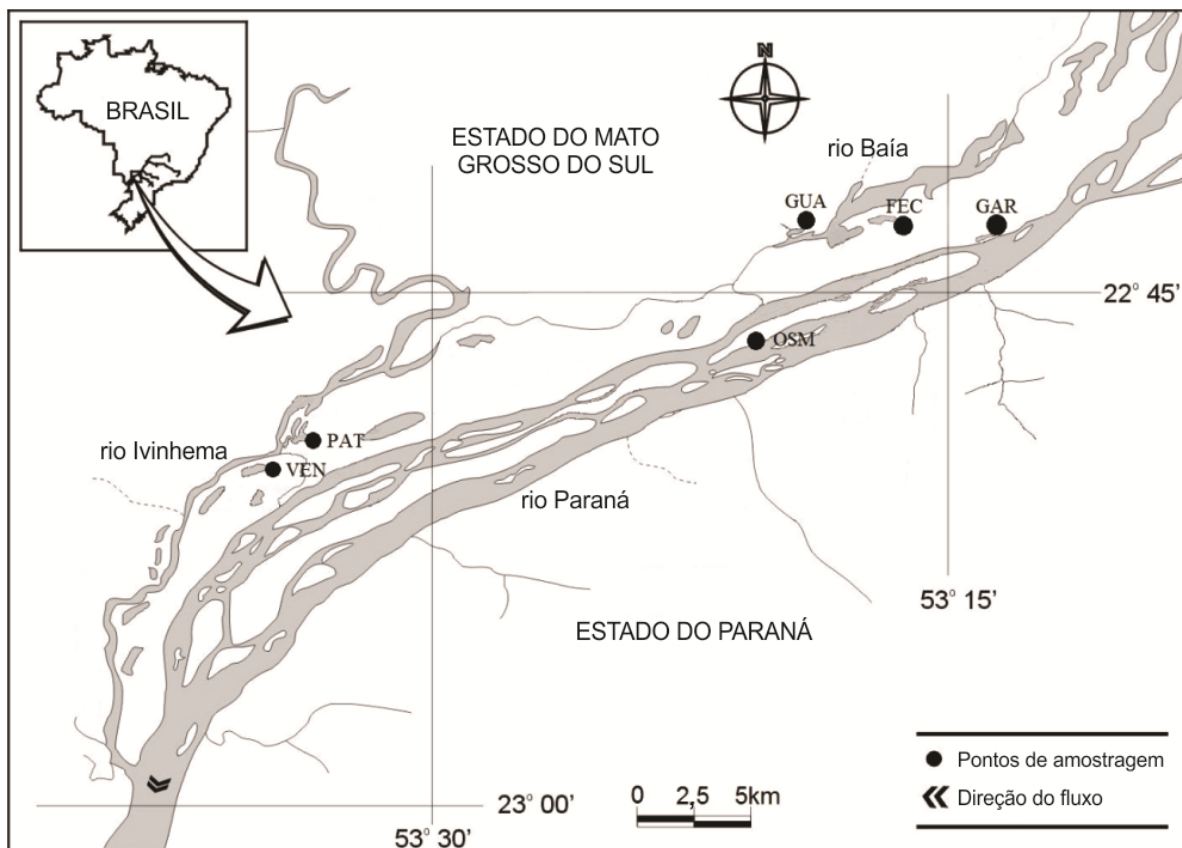 BRASIL
N
ESTADO DO MATO
GROSSO DO SUL
rio Baía
GUA
FEC
GAR
22° 45'
OSM
PAT
rio Ivinhema
VEN
rio Paraná
53° 15'
ESTADO DO PARANÁ
Pontos de amostragem
Direção do fluxo
0 2,5 5km
23° 00'
53° 30'